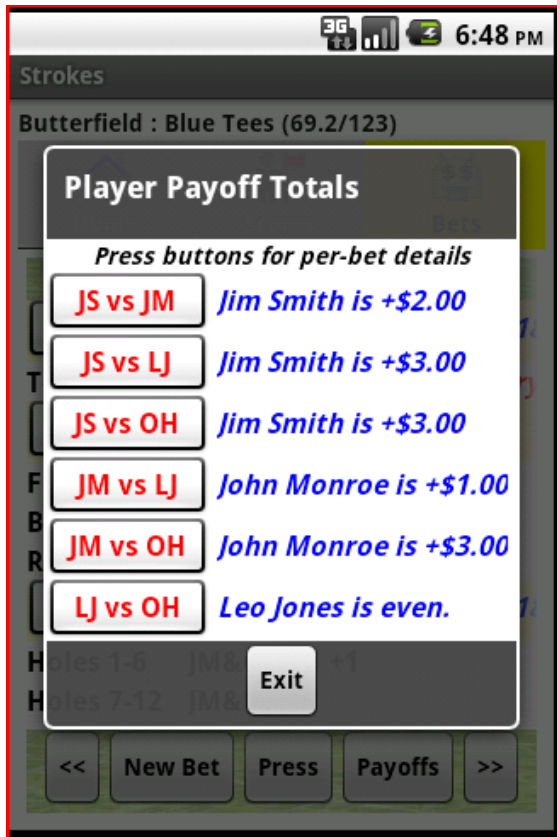 3G 6:48 PM
Strokes
Butterfield : Blue Tees (69.2/123)
Bets
Player Payoff Totals
Press buttons for per-bet details
JS vs JM Jim Smith is +$2.00
JS vs LJ Jim Smith is +$3.00
JS vs OH Jim Smith is +$3.00
JM vs LJ John Monroe is +$1.00
JM vs OH John Monroe is +$3.00
LJ vs OH Leo Jones is even.
Holes 1-6 JM& +1
Holes 7-12 JM&
Exit
<< New Bet Press Payoffs >>